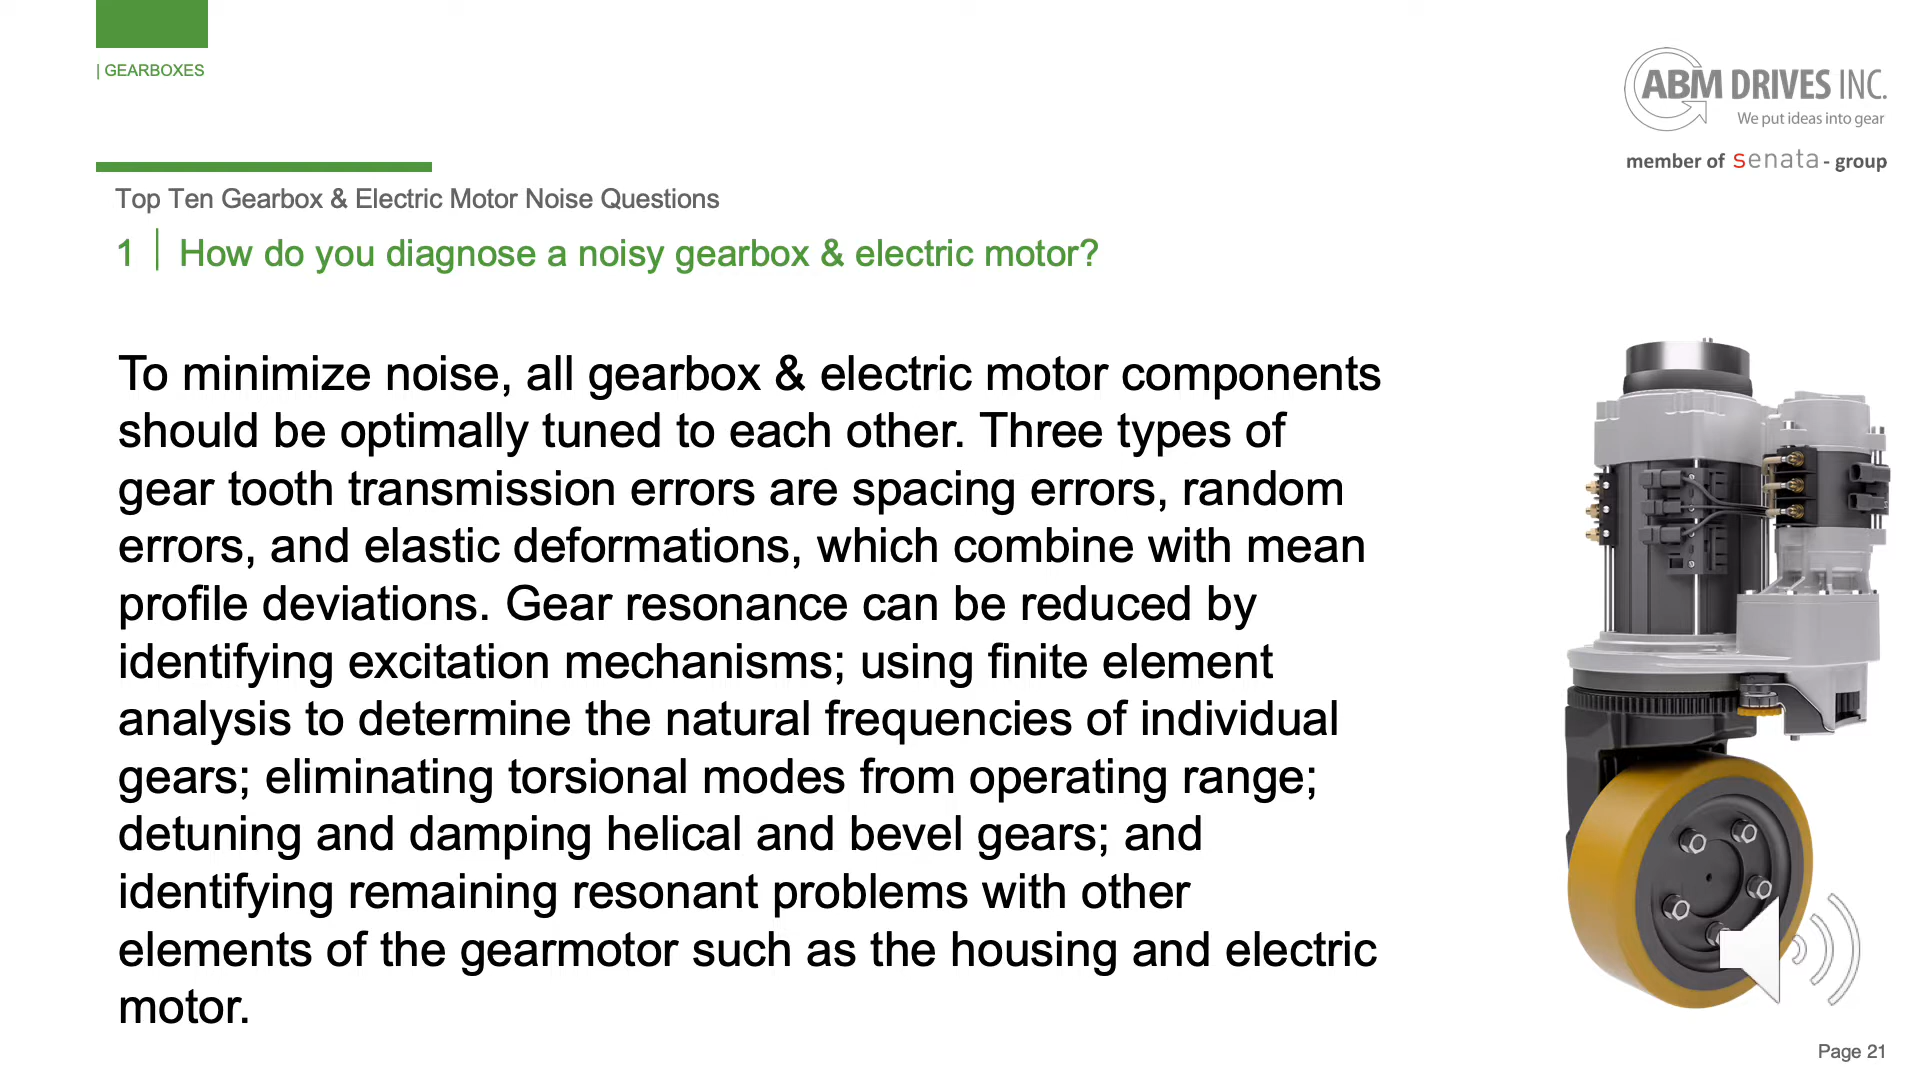 | GEARBOXES
ABM DRIVES INC.
We put ideas into gear
member of senata - group
Top Ten Gearbox & Electric Motor Noise Questions
1 | How do you diagnose a noisy gearbox & electric motor?
To minimize noise, all gearbox & electric motor components
should be optimally tuned to each other. Three types of
gear tooth transmission errors are spacing errors, random
errors, and elastic deformations, which combine with mean
profile deviations. Gear resonance can be reduced by
identifying excitation mechanisms; using finite element
analysis to determine the natural frequencies of individual
gears; eliminating torsional modes from operating range;
detuning and damping helical and bevel gears; and
identifying remaining resonant problems with other
elements of the gearmotor such as the housing and electric
motor.
Page 21